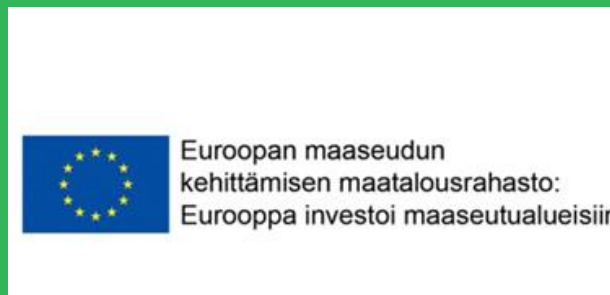 Euroopan maaseudun
kehittämisen maatalousrahasto:
Eurooppa investoi maaseutualueisiin